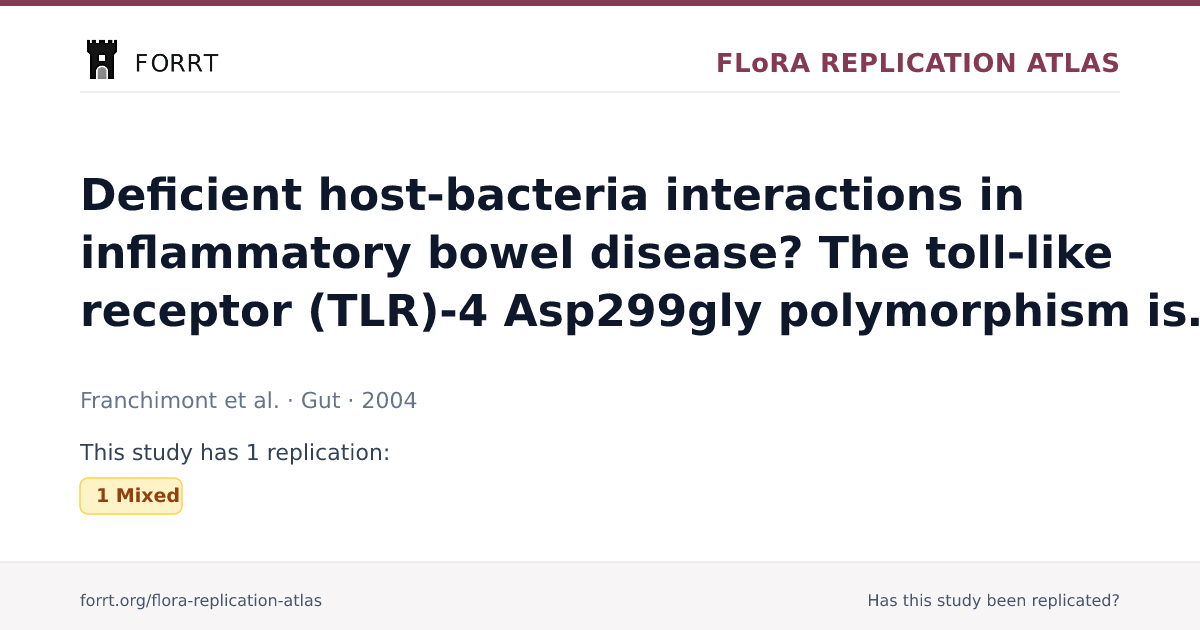 FORRT
FLoRA REPLICATION ATLAS
Deficient host-bacteria interactions in
inflammatory bowel disease? The toll-like
receptor (TLR)-4 Asp299gly polymorphism is.
Franchimont et al. · Gut · 2004
This study has 1 replication:
1 Mixed
forrt.org/flora-replication-atlas
Has this study been replicated?